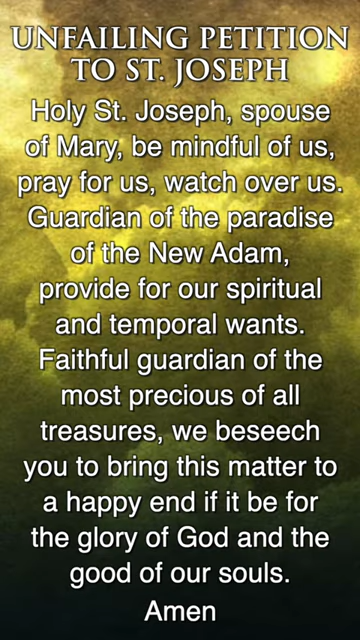 UNFAILING PETITION
TO ST. JOSEPH
Holy St. Joseph, spouse
of Mary, be mindful of us,
pray for us, watch over us.
Guardian of the paradise
of the New Adam,
provide for our spiritual
and temporal wants.
Faithful guardian of the
most precious of all
treasures, we beseech
you to bring this matter to
a happy end if it be for
the glory of God and the
good of our souls.
Amen